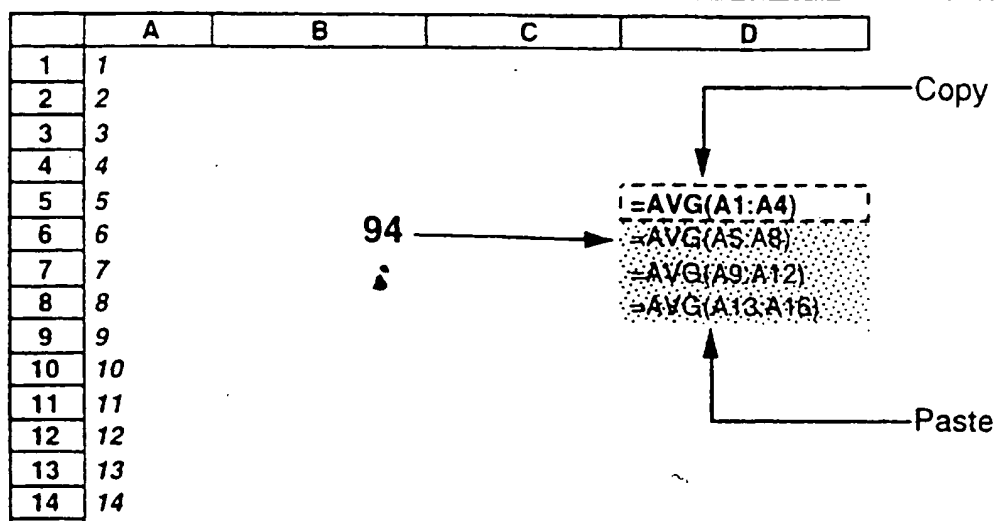 A B C D
1 1
2 2 Copy
3 3
4 4
5 5 =AVG(A1:A4)
6 6 94 =AVG(A5:A8)
7 7 =AVG(A9:A12)
8 8 =AVG(A13:A16)
9 9
10 10
11 11
12 12 Paste
13 13
14 14